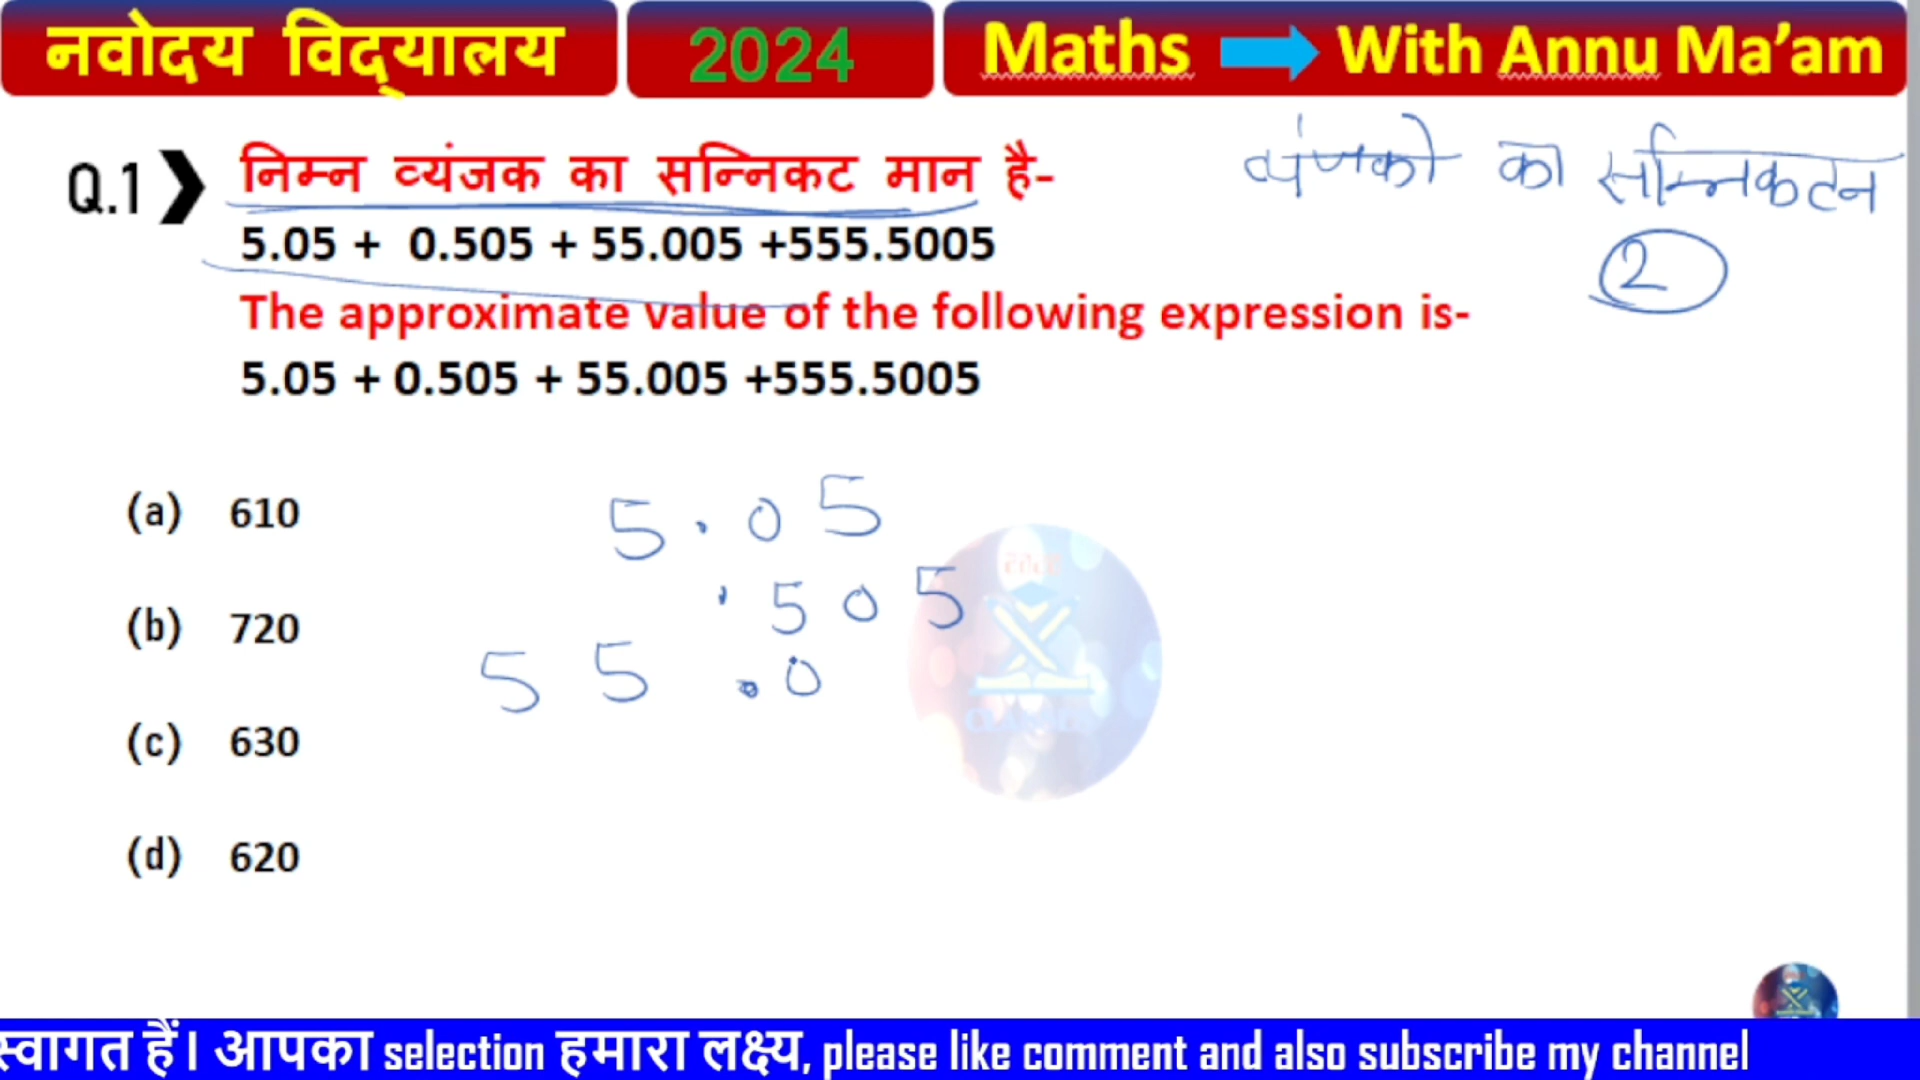 नवोदय विद्यालय 2024 Maths With Annu Ma'am
व्यंजको का सन्निकटन
2
Q.1 निम्न व्यंजक का सन्निकट मान है-
5.05 + 0.505 + 55.005 +555.5005
The approximate value of the following expression is-
5.05 + 0.505 + 55.005 +555.5005
(a) 610
(b) 720
(c) 630
(d) 620
5.05
.505
55.0
स्वागत हैं। आपका selection हमारा लक्ष्य, please like comment and also subscribe my channel